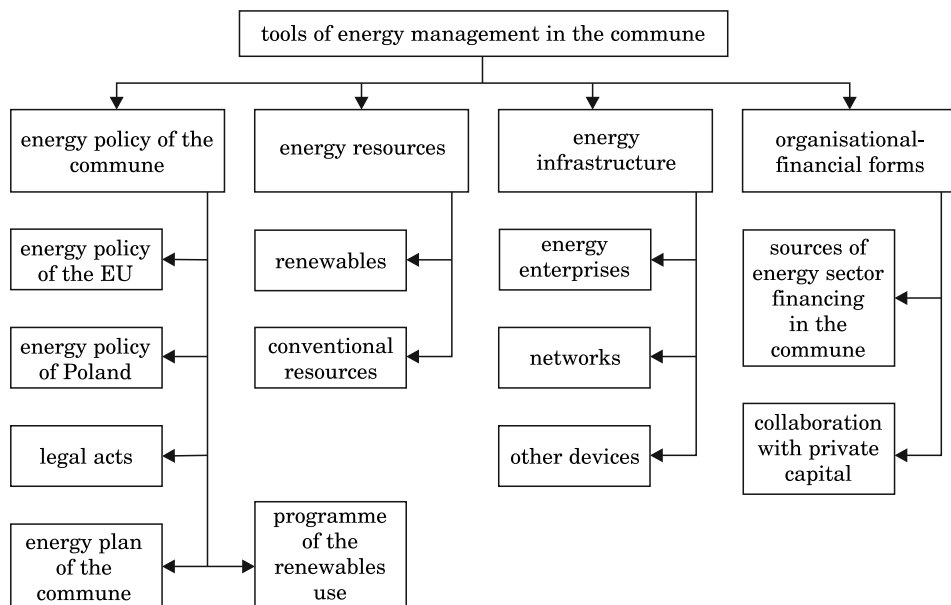 tools of energy management in the commune
energy policy of the
commune
energy resources
energy
infrastructure
organisational-
financial forms
energy policy
of the EU
renewables
energy
enterprises
sources of
energy sector
financing
in the
commune
energy policy
of Poland
conventional
resources
networks
legal acts
other devices
collaboration
with private
capital
energy plan
of the
commune
programme
of the
renewables
use